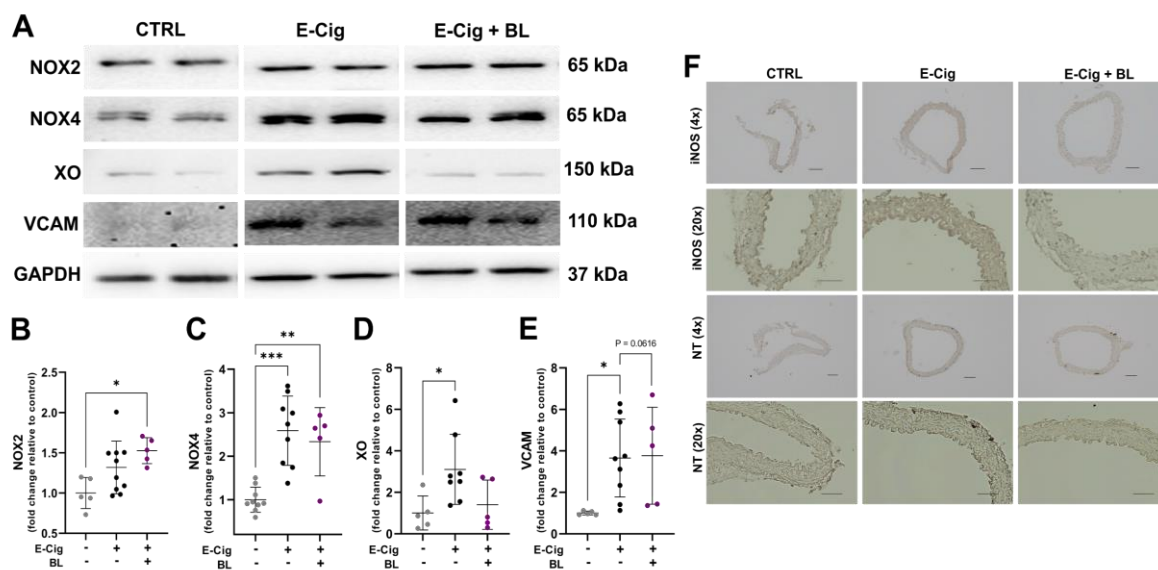 A
CTRL E-Cig E-Cig + BL
NOX2 65 kDa
NOX4 65 kDa
XO 150 kDa
VCAM 110 kDa
GAPDH 37 kDa
B
*
NOX2
(fold change relative to control)
2.5
2.0
1.5
1.0
0.5
E-Cig - + +
BL - - +
C
**
***
NOX4
(fold change relative to control)
4
3
2
1
0
- + +
- - +
D
*
XO
(fold change relative to control)
8
6
4
2
0
- + +
- - +
E
P = 0.0616
*
VCAM
(fold change relative to control)
8
6
4
2
0
E-Cig - + +
BL - - +
F
CTRL E-Cig E-Cig + BL
iNOS (4x)
iNOS (20x)
NT (4x)
NT (20x)